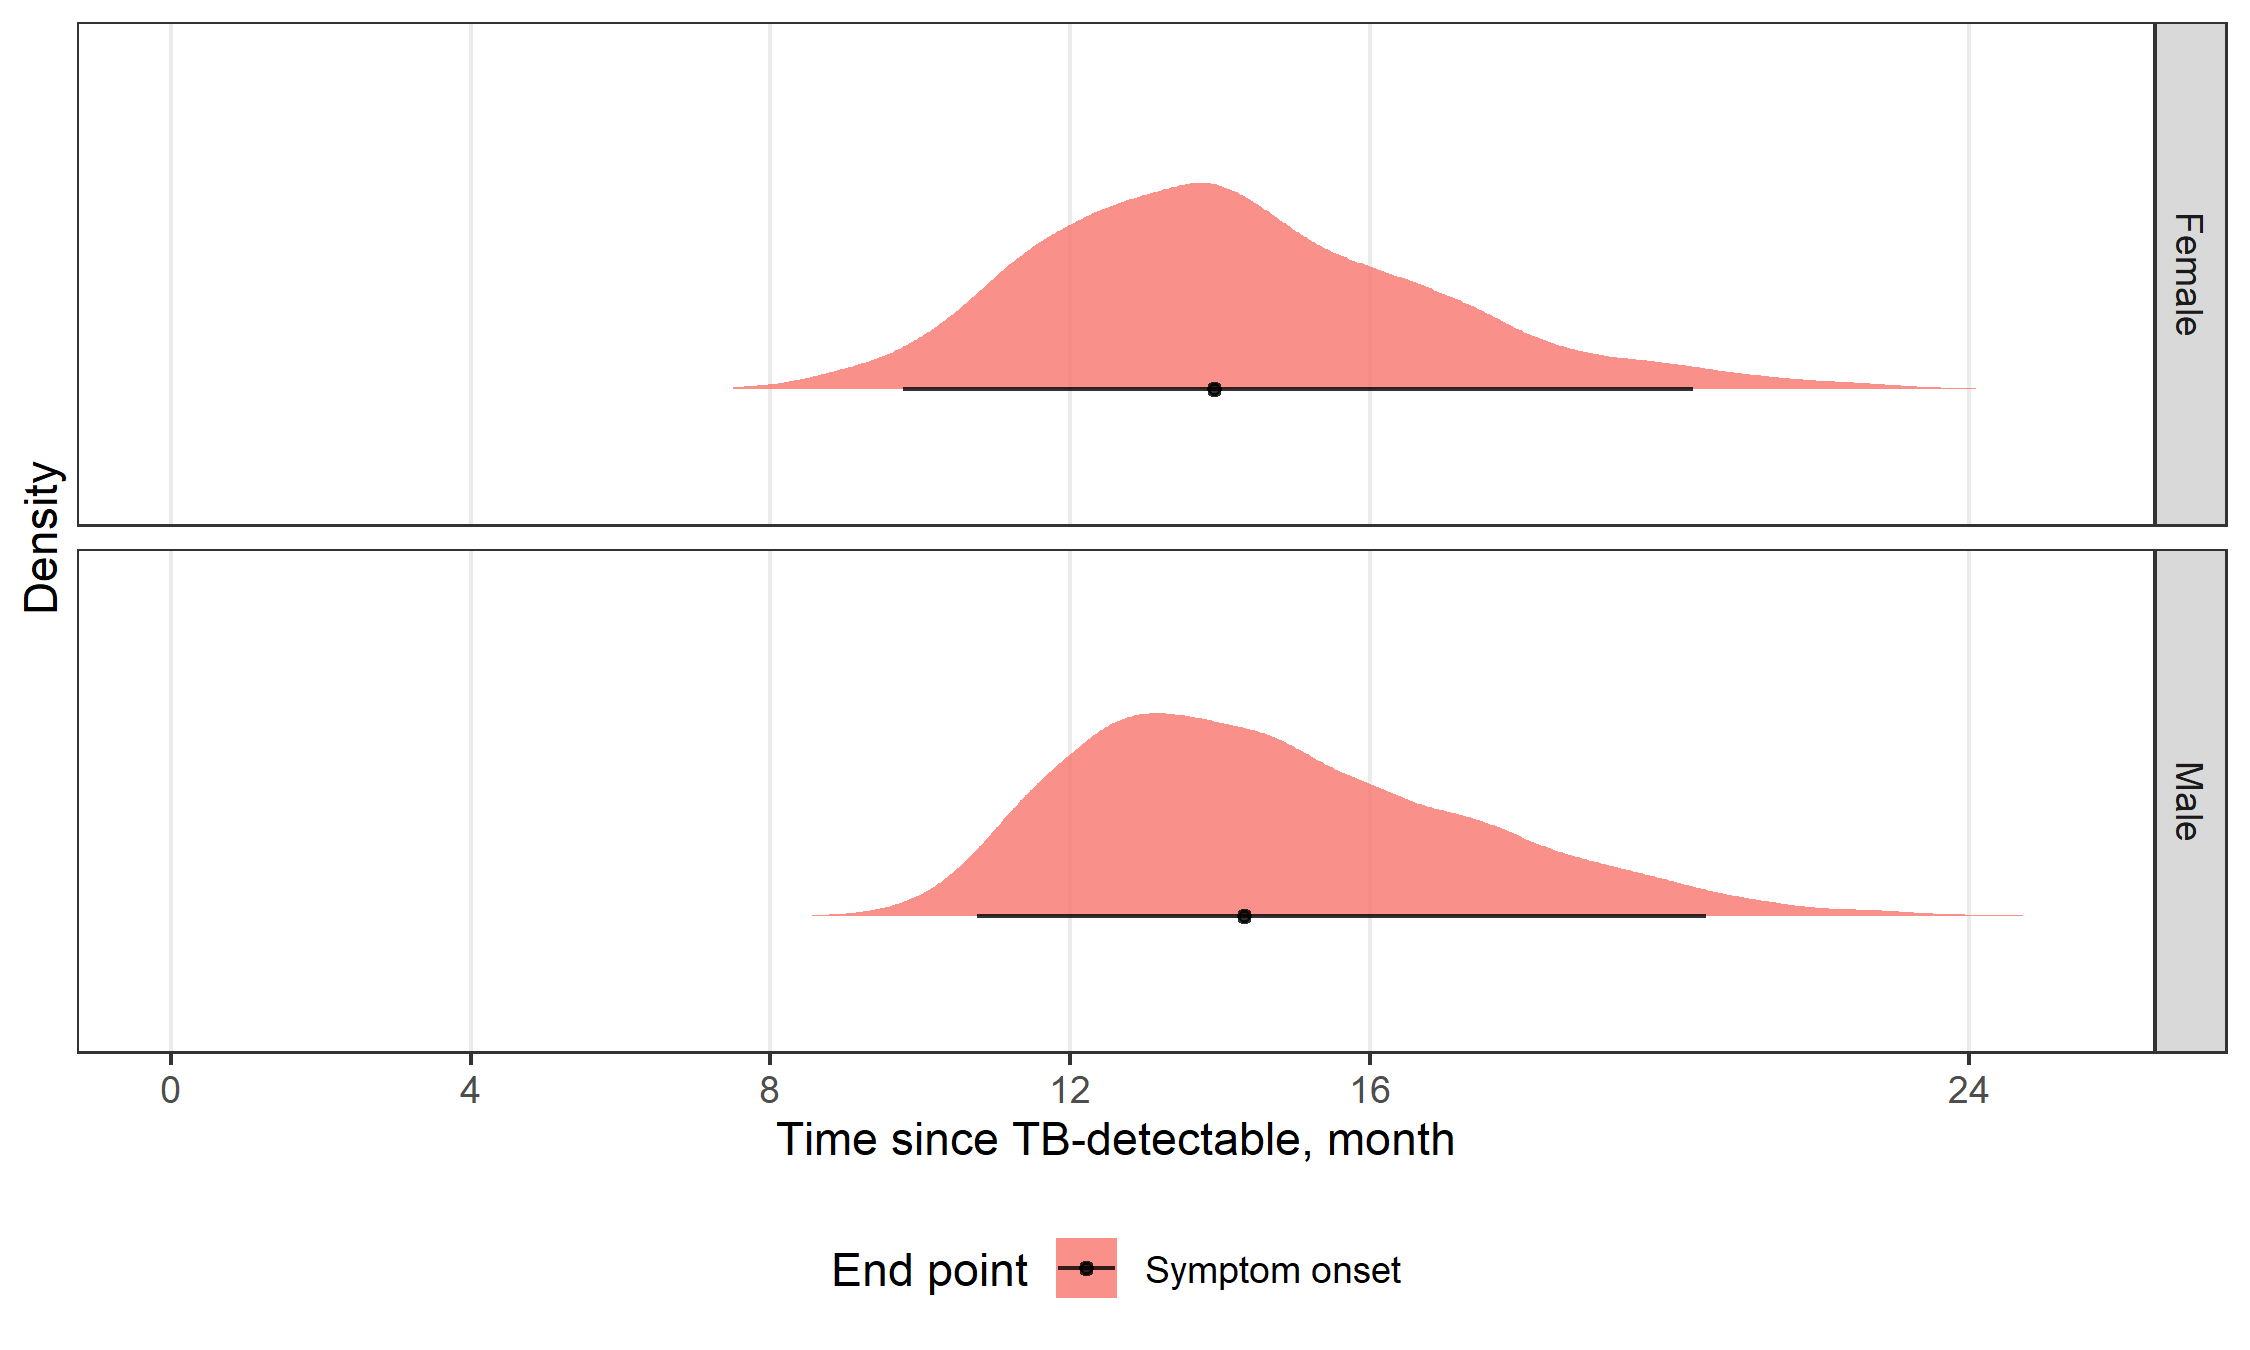 Density
Female
Male
0 4 8 12 16 24
Time since TB-detectable, month
End point Symptom onset